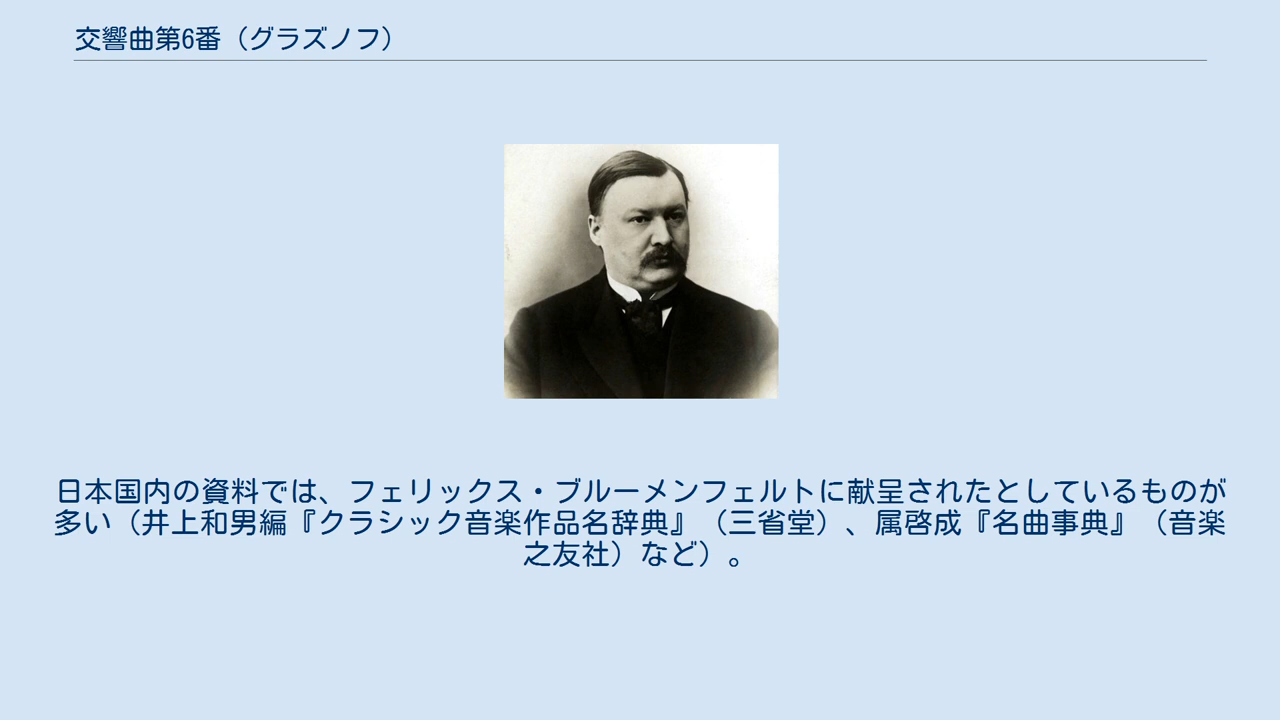 交響曲第6番（グラズノフ）
日本国内の資料では、フェリックス・ブルーメンフェルトに献呈されたとしているものが
多い（井上和男編『クラシック音楽作品名辞典』（三省堂）、属啓成『名曲事典』（音楽
之友社）など）。